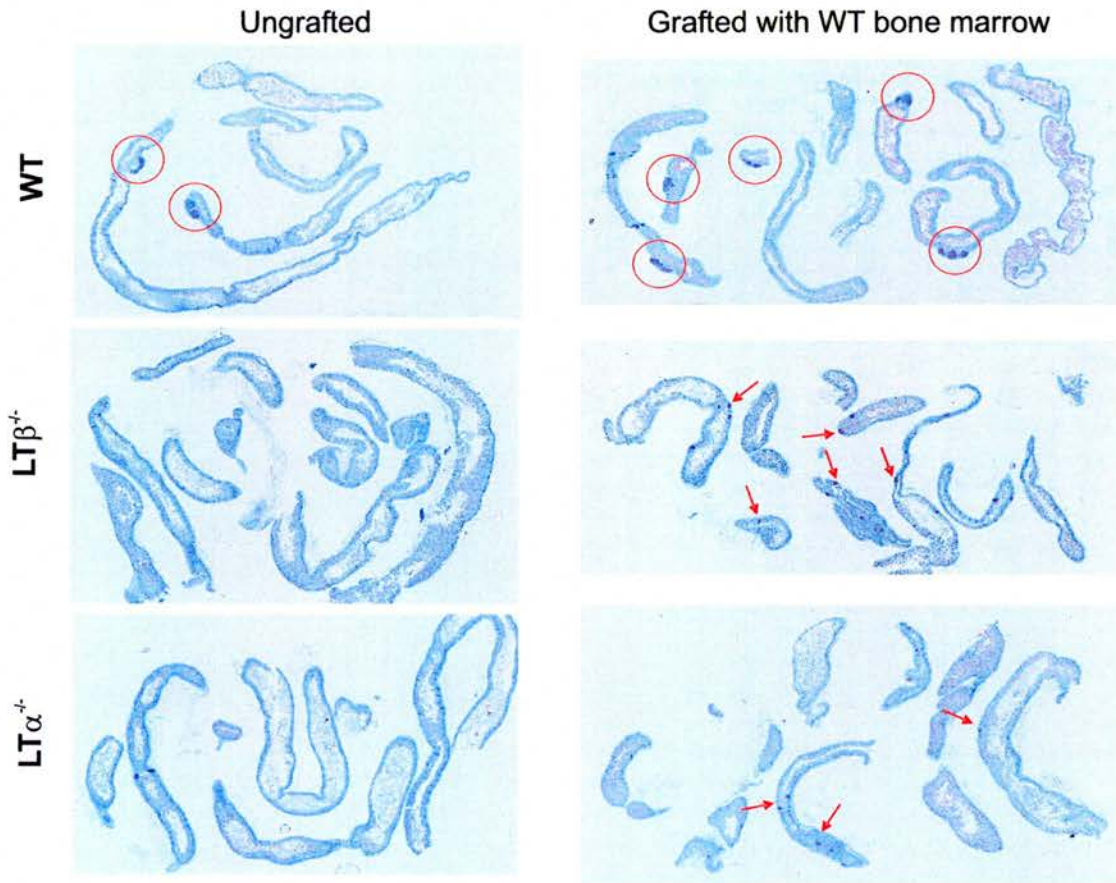 Ungrafted
Grafted with WT bone marrow
WT
LTβ-/-
LTα-/-